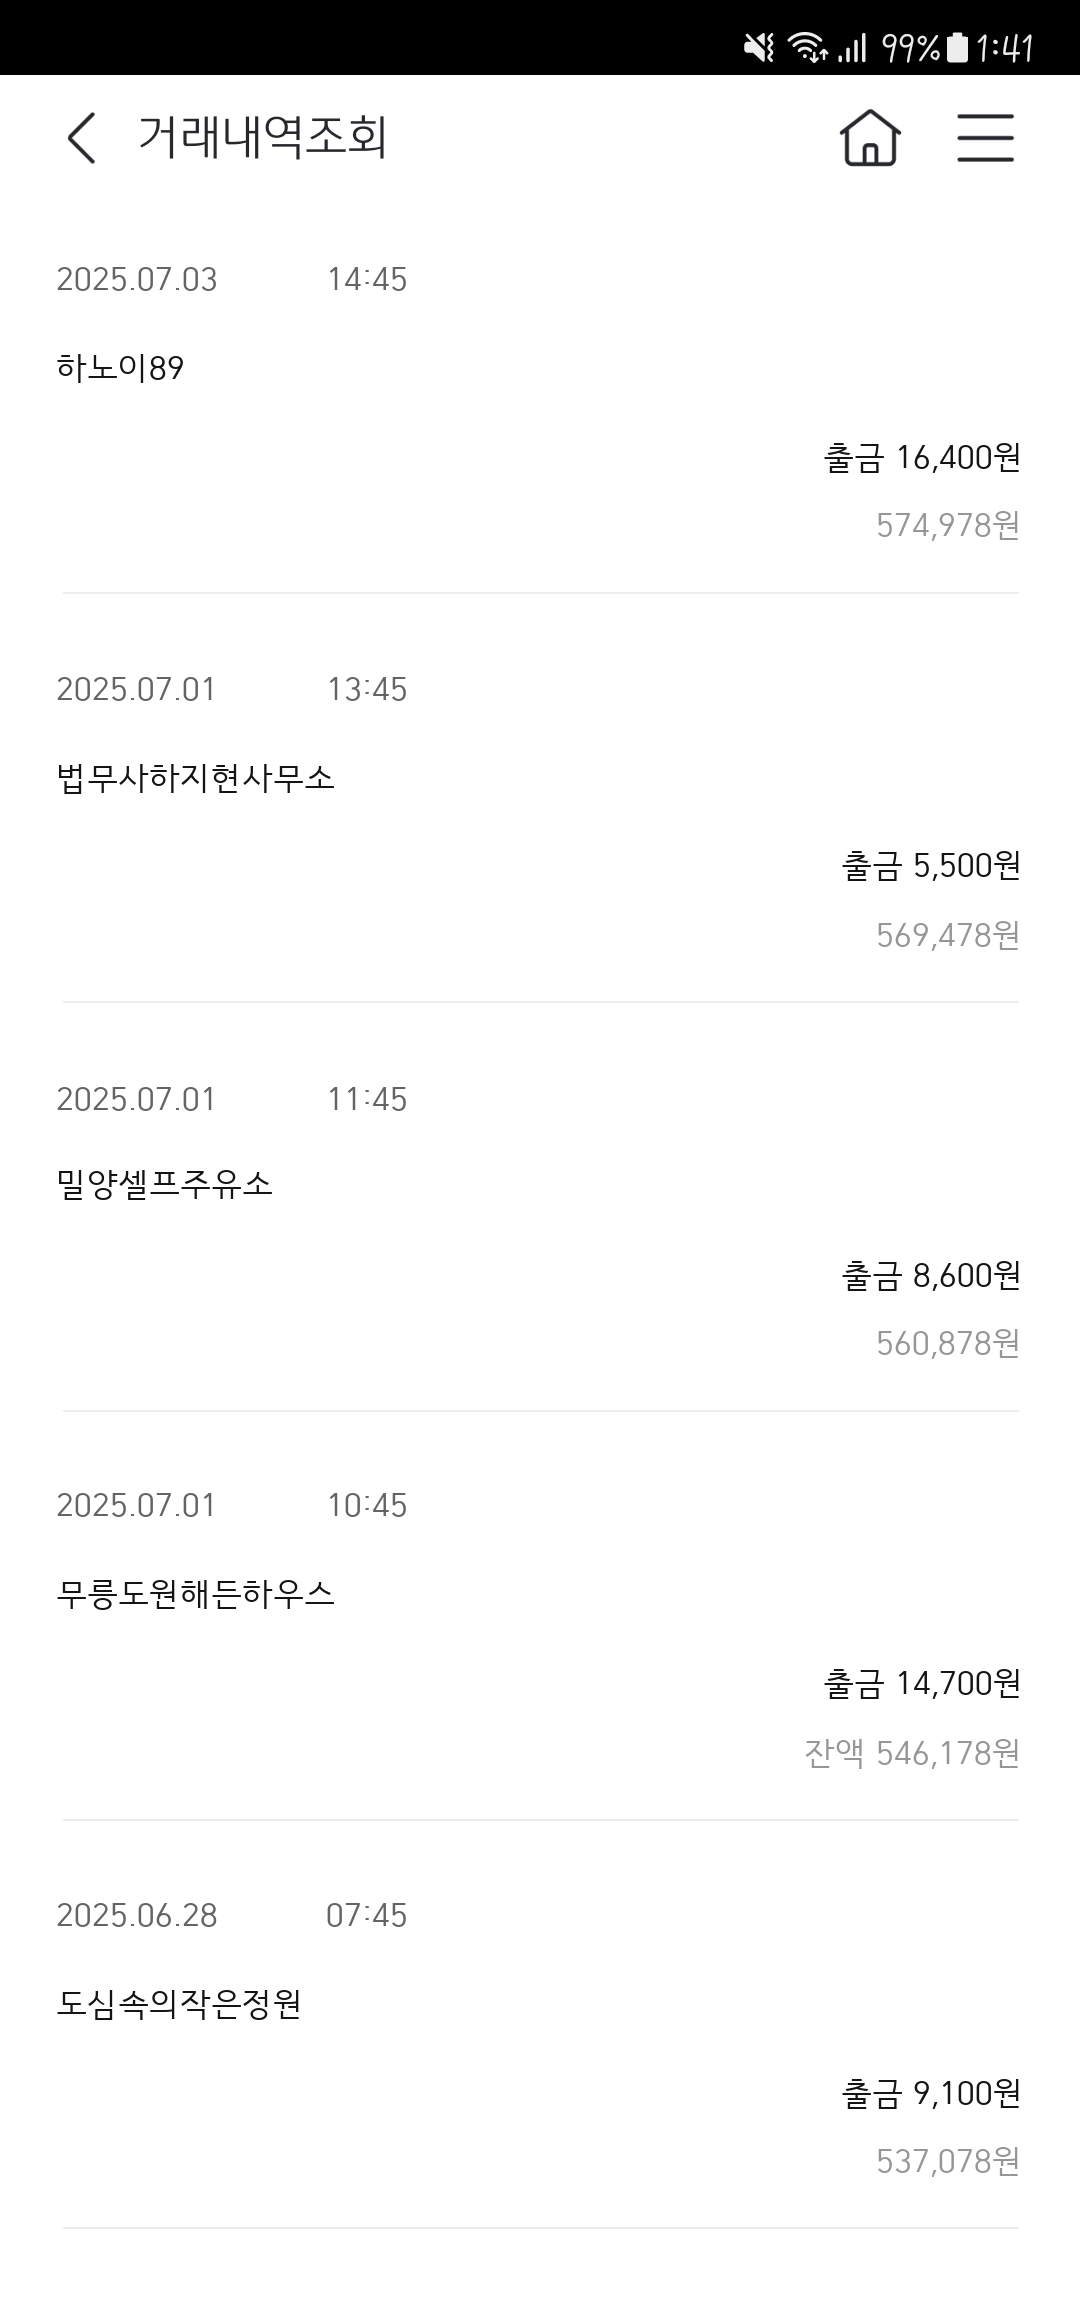 99% 1:41
거래내역조회
2025.07.03 14:45
하노이89
출금 16,400원
574,978원
2025.07.01 13:45
법무사하지현사무소
출금 5,500원
569,478원
2025.07.01 11:45
밀양셀프주유소
출금 8,600원
560,878원
2025.07.01 10:45
무릉도원해든하우스
출금 14,700원
잔액 546,178원
2025.06.28 07:45
도심속의작은정원
출금 9,100원
537,078원